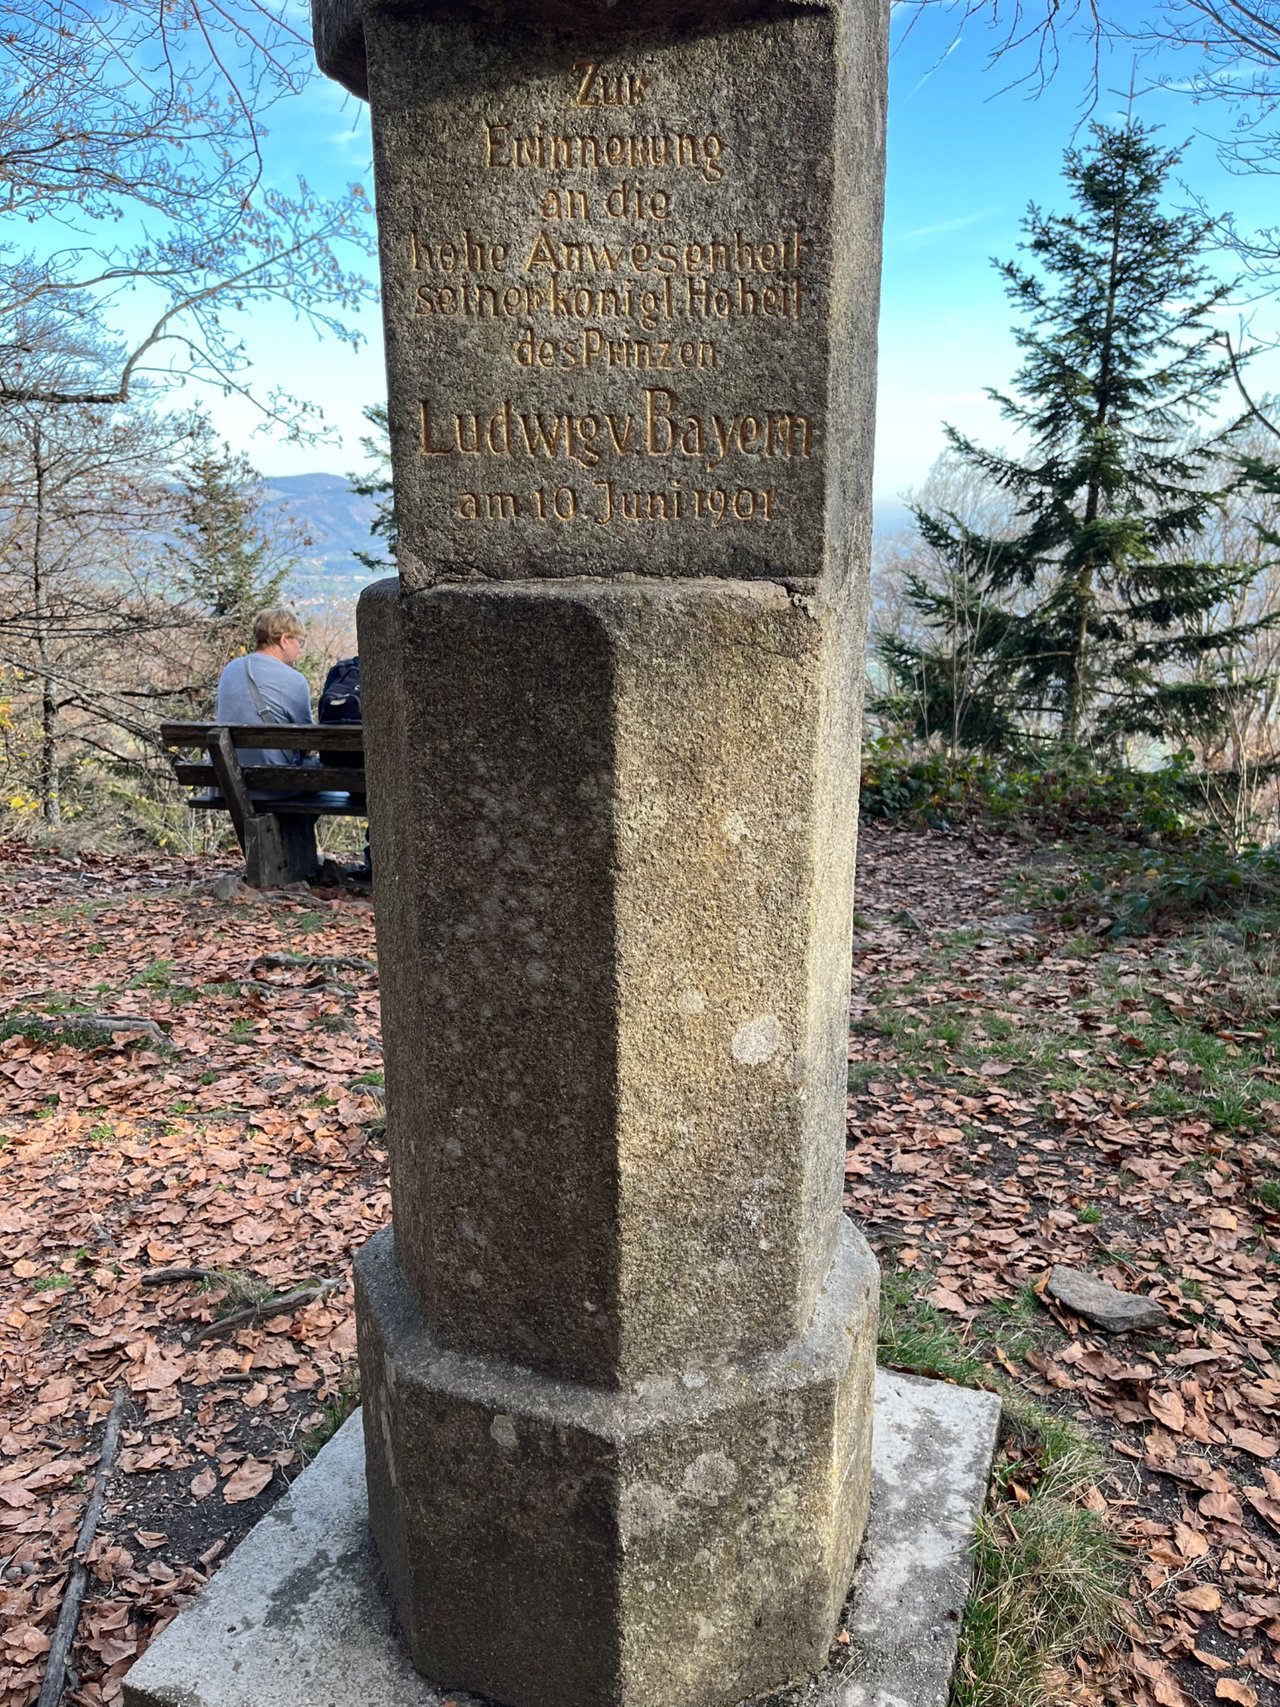 Zur
Erinnerung
an die
hohe Anwesenheit
seiner königl. Hoheit
des Prinzen
Ludwig v. Bayern
am 10. Juni 1901